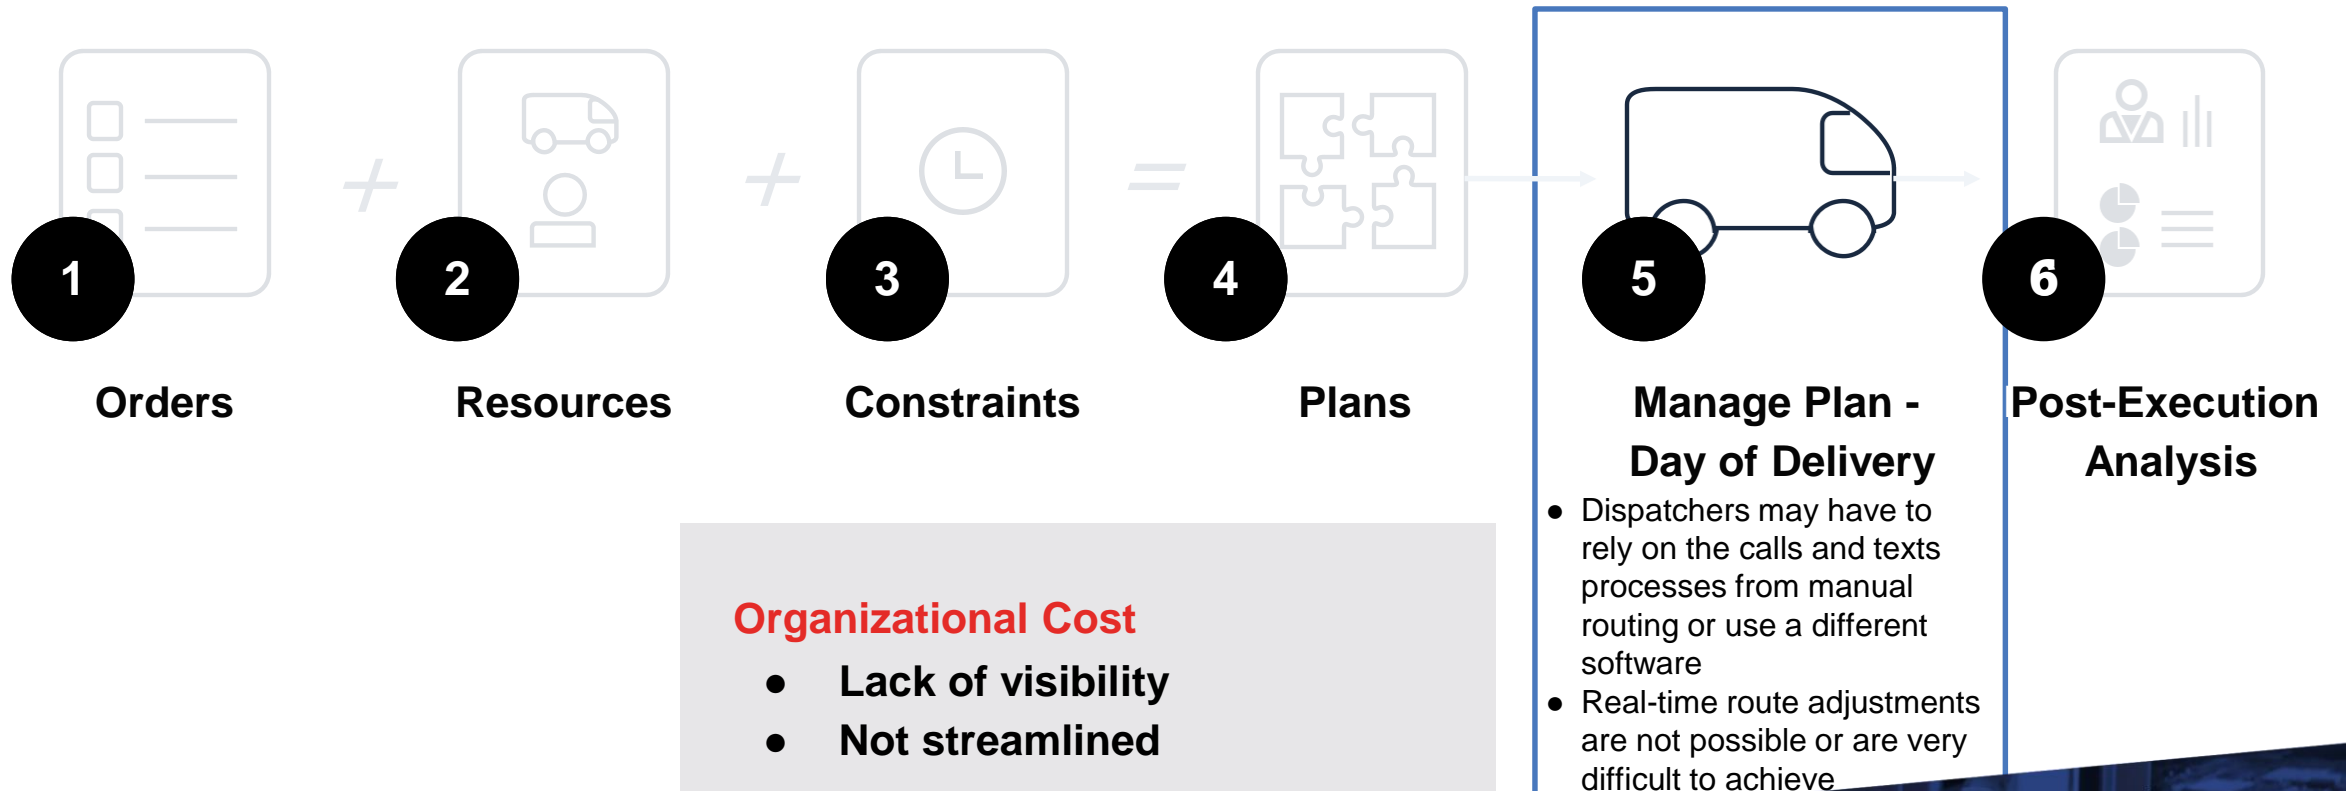 +
+
=
1
2
3
4
5
6
Orders
Resources
Constraints
Plans
Manage Plan -
Day of Delivery
Post-Execution
Analysis
● Dispatchers may have to
rely on the calls and texts
processes from manual
routing or use a different
software
● Real-time route adjustments
are not possible or are very
difficult to achieve
Organizational Cost
● Lack of visibility
● Not streamlined